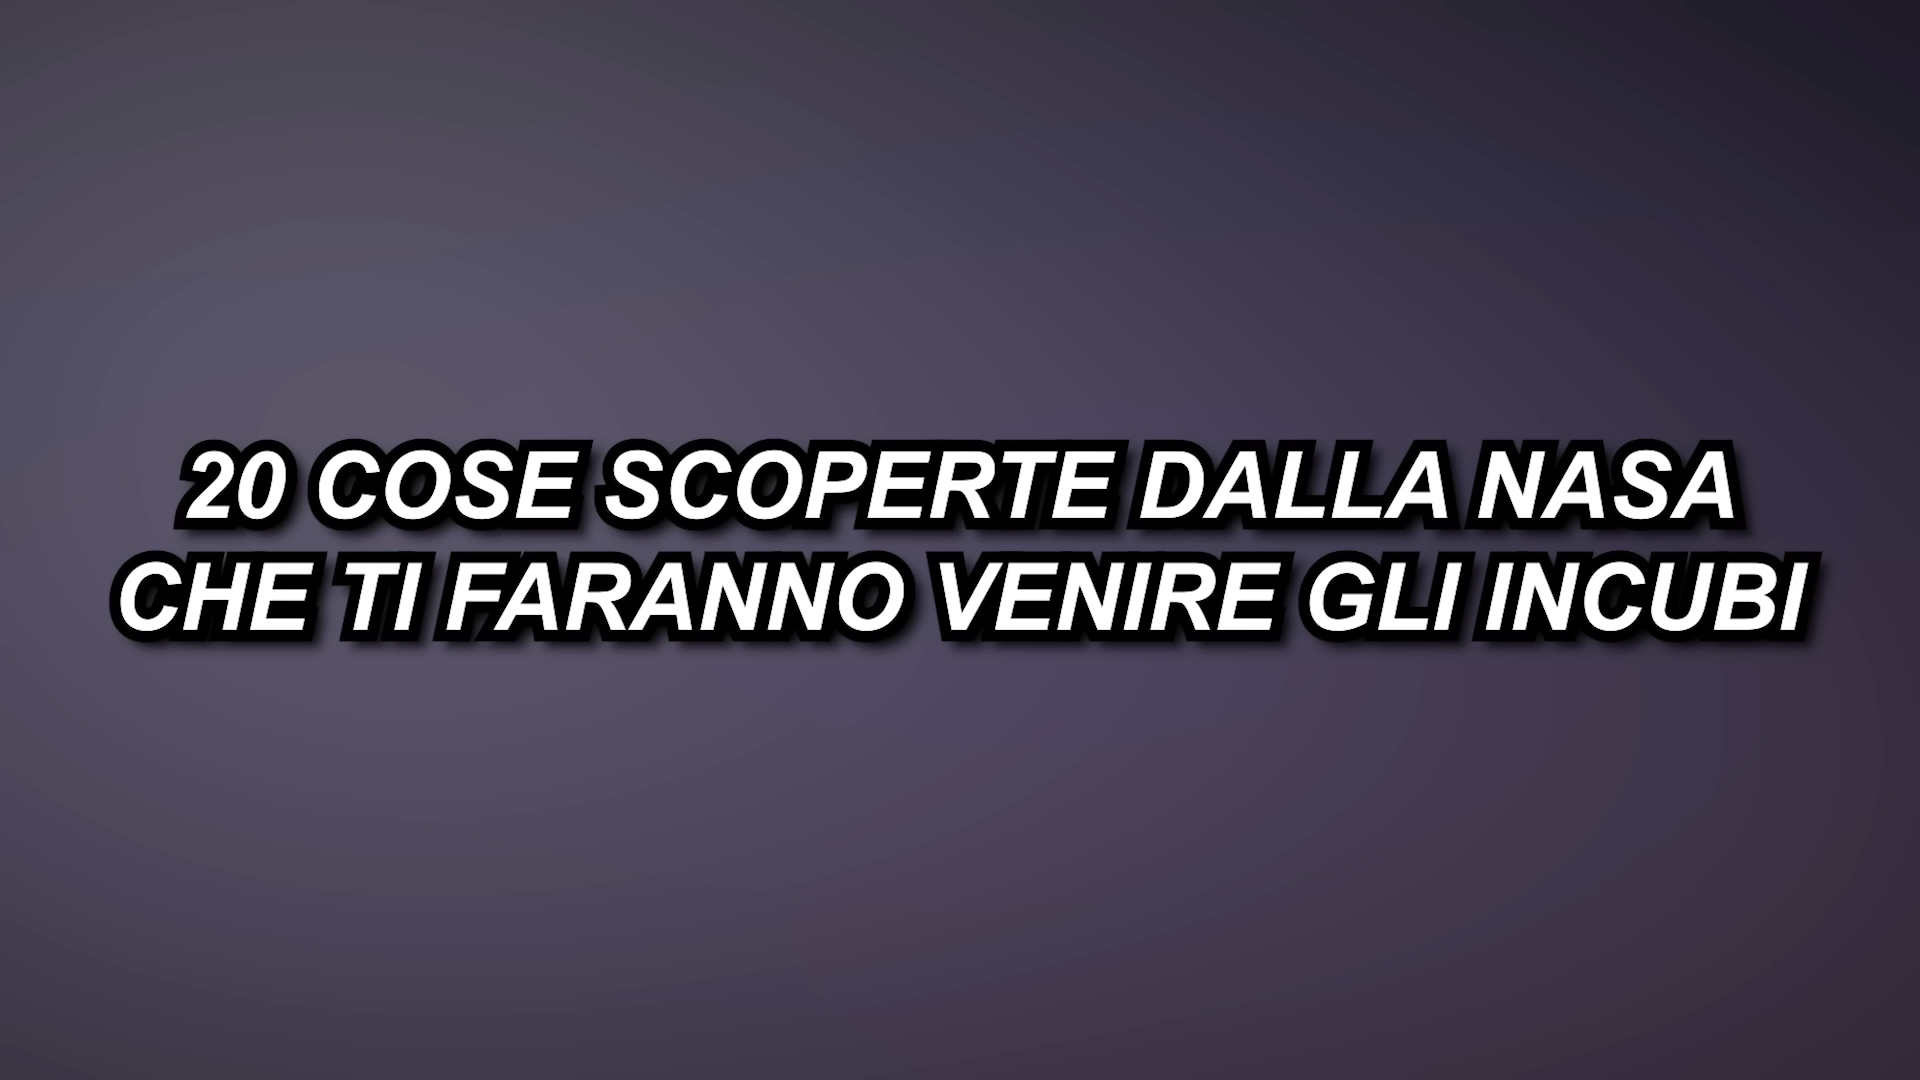 20 COSE SCOPERTE DALLA NASA
CHE TI FARANNO VENIRE GLI INCUBI